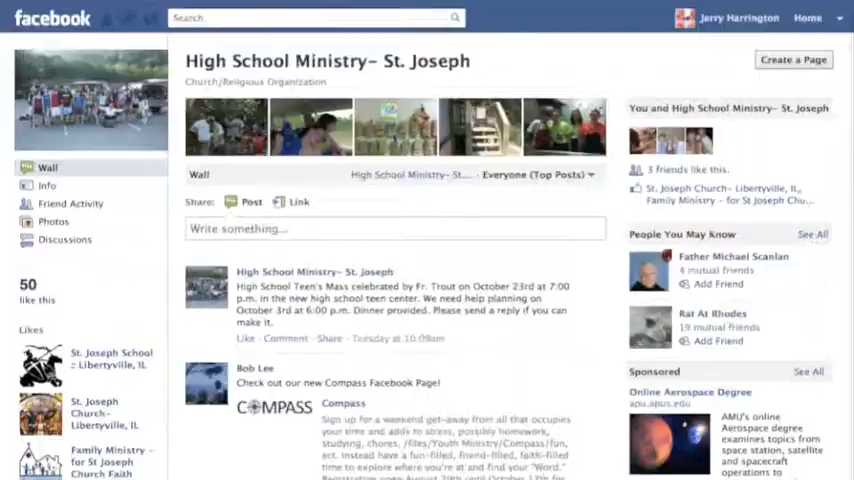 facebook
Search
Jerry Harrington
Home
High School Ministry- St. Joseph
Church/Religious Organization
Create a Page
Wall
Info
Friend Activity
Photos
Discussions
50
like this
Likes
St. Joseph School
:: Libertyville, IL
St. Joseph
Church-
Libertyville, IL
Family Ministry -
for St Joseph
Church Faith
Wall
High School Ministry- St.... · Everyone (Top Posts)
Share: Post Link
Write something...
High School Ministry- St. Joseph
High School Teen's Mass celebrated by Fr. Trout on October 23rd at 7:00
p.m. in the new high school teen center. We need help planning on
October 3rd at 6:00 p.m. Dinner provided. Please send a reply if you can
make it.
Like · Comment · Share · Tuesday at 10:09am
Bob Lee
Check out our new Compass Facebook Page!
COMPASS
Compass
Sign up for a weekend get-away from all that occupies
your time and adds to stress, possibly homework,
studying, chores, /files/Youth Ministry/Compass/fun,
ect. Instead have a fun-filled, friend-filled, faith-filled
time to explore where you're at and find your "Word."
Registration open August 29th until October 17th for
You and High School Ministry- St. Joseph
3 friends like this.
St. Joseph Church- Libertyville, IL,
Family Ministry - for St Joseph Chu...
People You May Know
See All
Father Michael Scanlan
4 mutual friends
Add Friend
Rat At Rhodes
19 mutual friends
Add Friend
Sponsored
See All
Online Aerospace Degree
apu.apus.edu
AMU's online
Aerospace degree
examines topics from
space station, satellite
and spacecraft
operations to